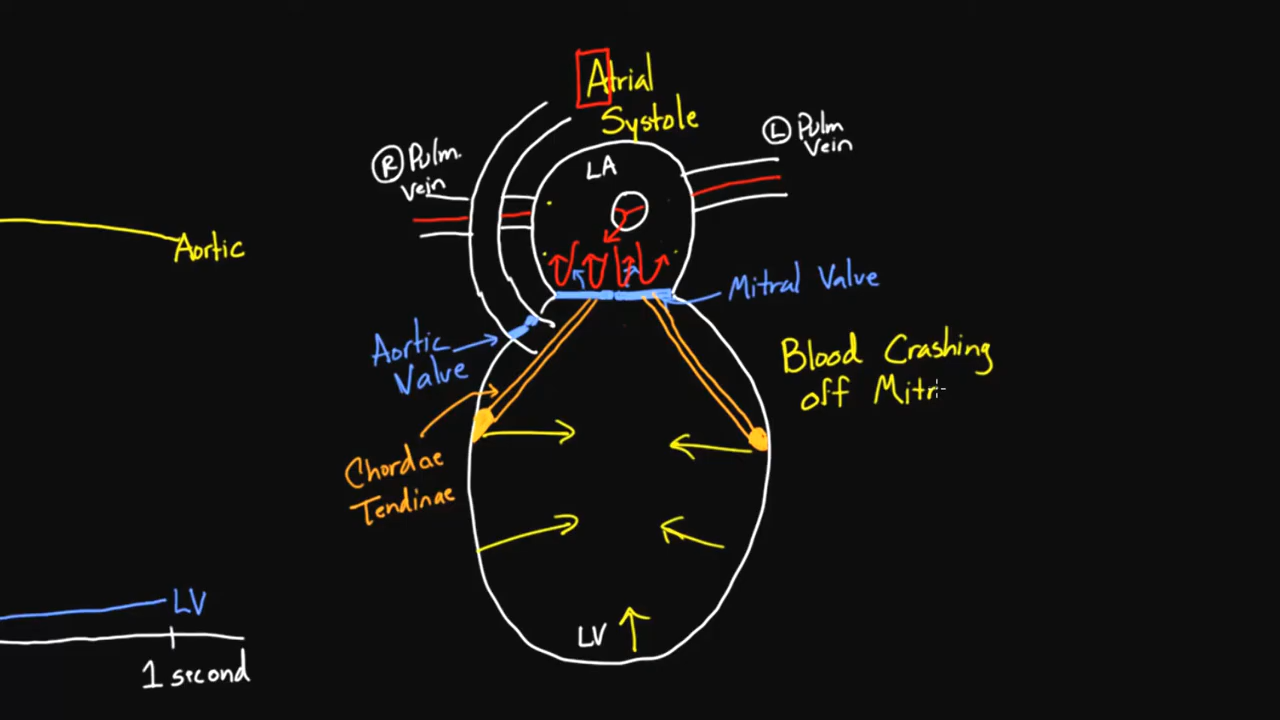 Atrial
Systole
Ⓡ Pulm.
vein
LA
Ⓛ Pulm
vein
Aortic
Mitral Valve
Aortic
Valve
Blood Crashing
off Mitr
Chordae
Tendinae
LV
LV
1 second